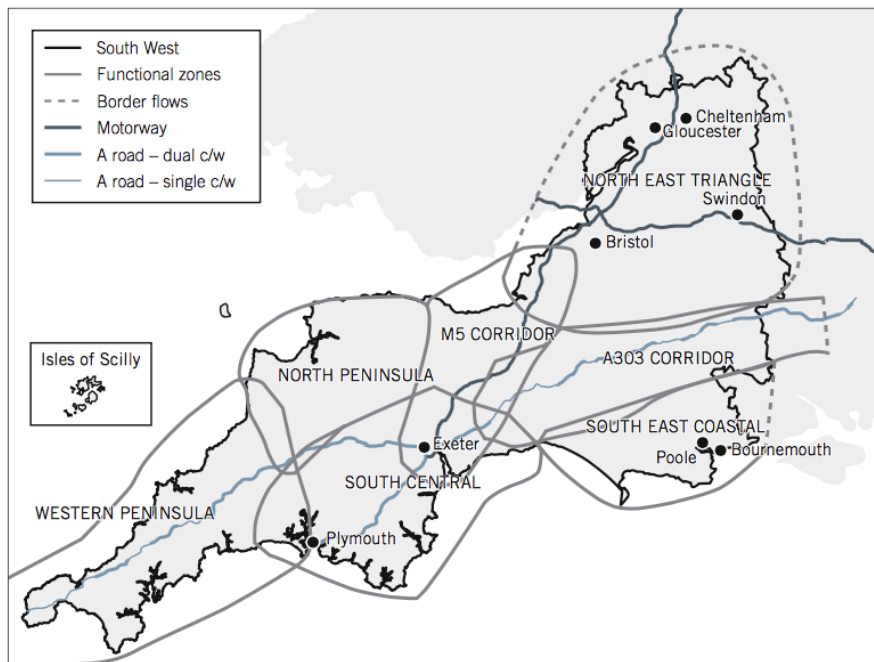 South West
Functional zones
Border flows
Motorway
A road – dual c/w
A road – single c/w
Cheltenham
Gloucester
NORTH EAST TRIANGLE
Swindon
Bristol
M5 CORRIDOR
A303 CORRIDOR
Isles of Scilly
NORTH PENINSULA
SOUTH EAST COASTAL
Exeter
Poole
Bournemouth
SOUTH CENTRAL
WESTERN PENINSULA
Plymouth